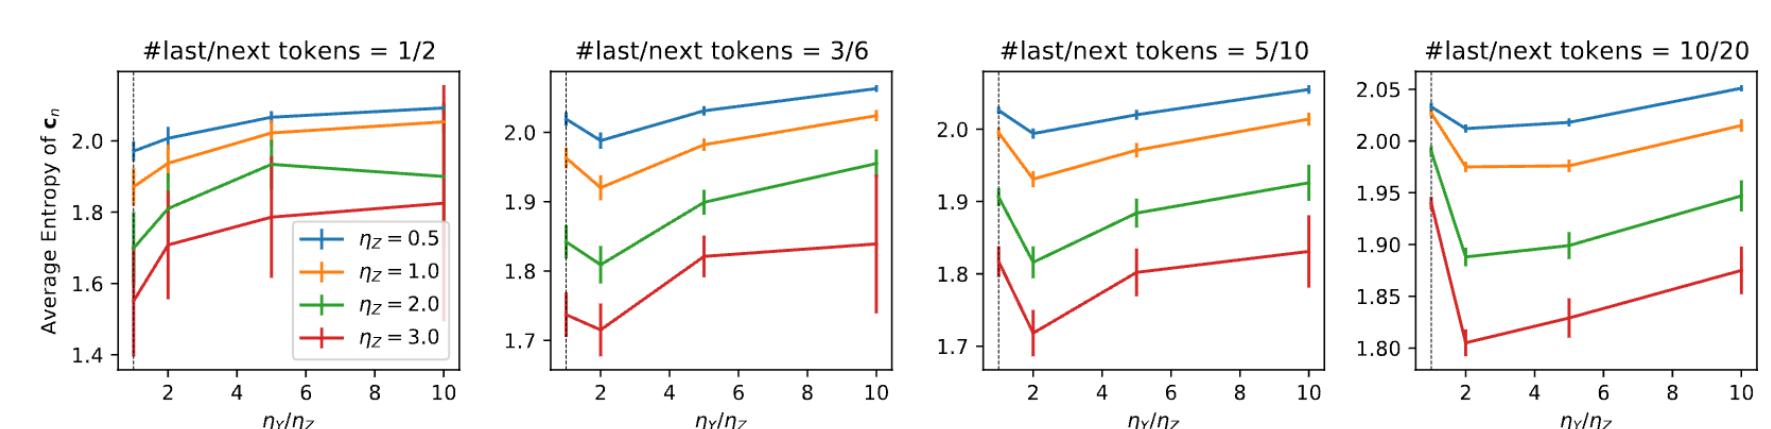 #last/next tokens = 1/2
#last/next tokens = 3/6
#last/next tokens = 5/10
#last/next tokens = 10/20
Average Entropy of cₙ
2.0
1.8
1.6
1.4
η_Z = 0.5
η_Z = 1.0
η_Z = 2.0
η_Z = 3.0
2 4 6 8 10
η_Y/η_Z
2.0
1.9
1.8
1.7
2 4 6 8 10
η_Y/η_Z
2.0
1.9
1.8
1.7
2 4 6 8 10
η_Y/η_Z
2.05
2.00
1.95
1.90
1.85
1.80
2 4 6 8 10
η_Y/η_Z